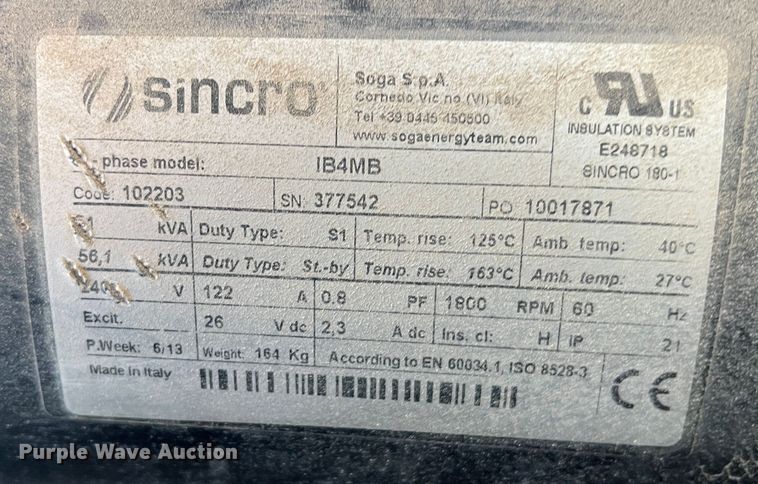 sincro
Soga S.p.A.
Cornedo Vic.no (VI) Italy
Tel +39 0445 450500
www.sogaenergyteam.com
C RU US
INSULATION SYSTEM
E248718
SINCRO 180-1
- phase model: IB4MB
Code: 102203 SN: 377542 PO 10017871
kVA Duty Type: S1 Temp. rise: 125°C Amb temp: 40°C
56,1 kVA Duty Type: St.-by Temp. rise: 163°C Amb. temp: 27°C
V 122 A 0.8 PF 1800 RPM 60 Hz
Excit. 26 V dc 2,3 A dc Ins. cl: H IP 21
P.Week: 6/13 Weight: 164 Kg According to EN 60034.1, ISO 8528-3
Made in Italy
CE
Purple Wave Auction